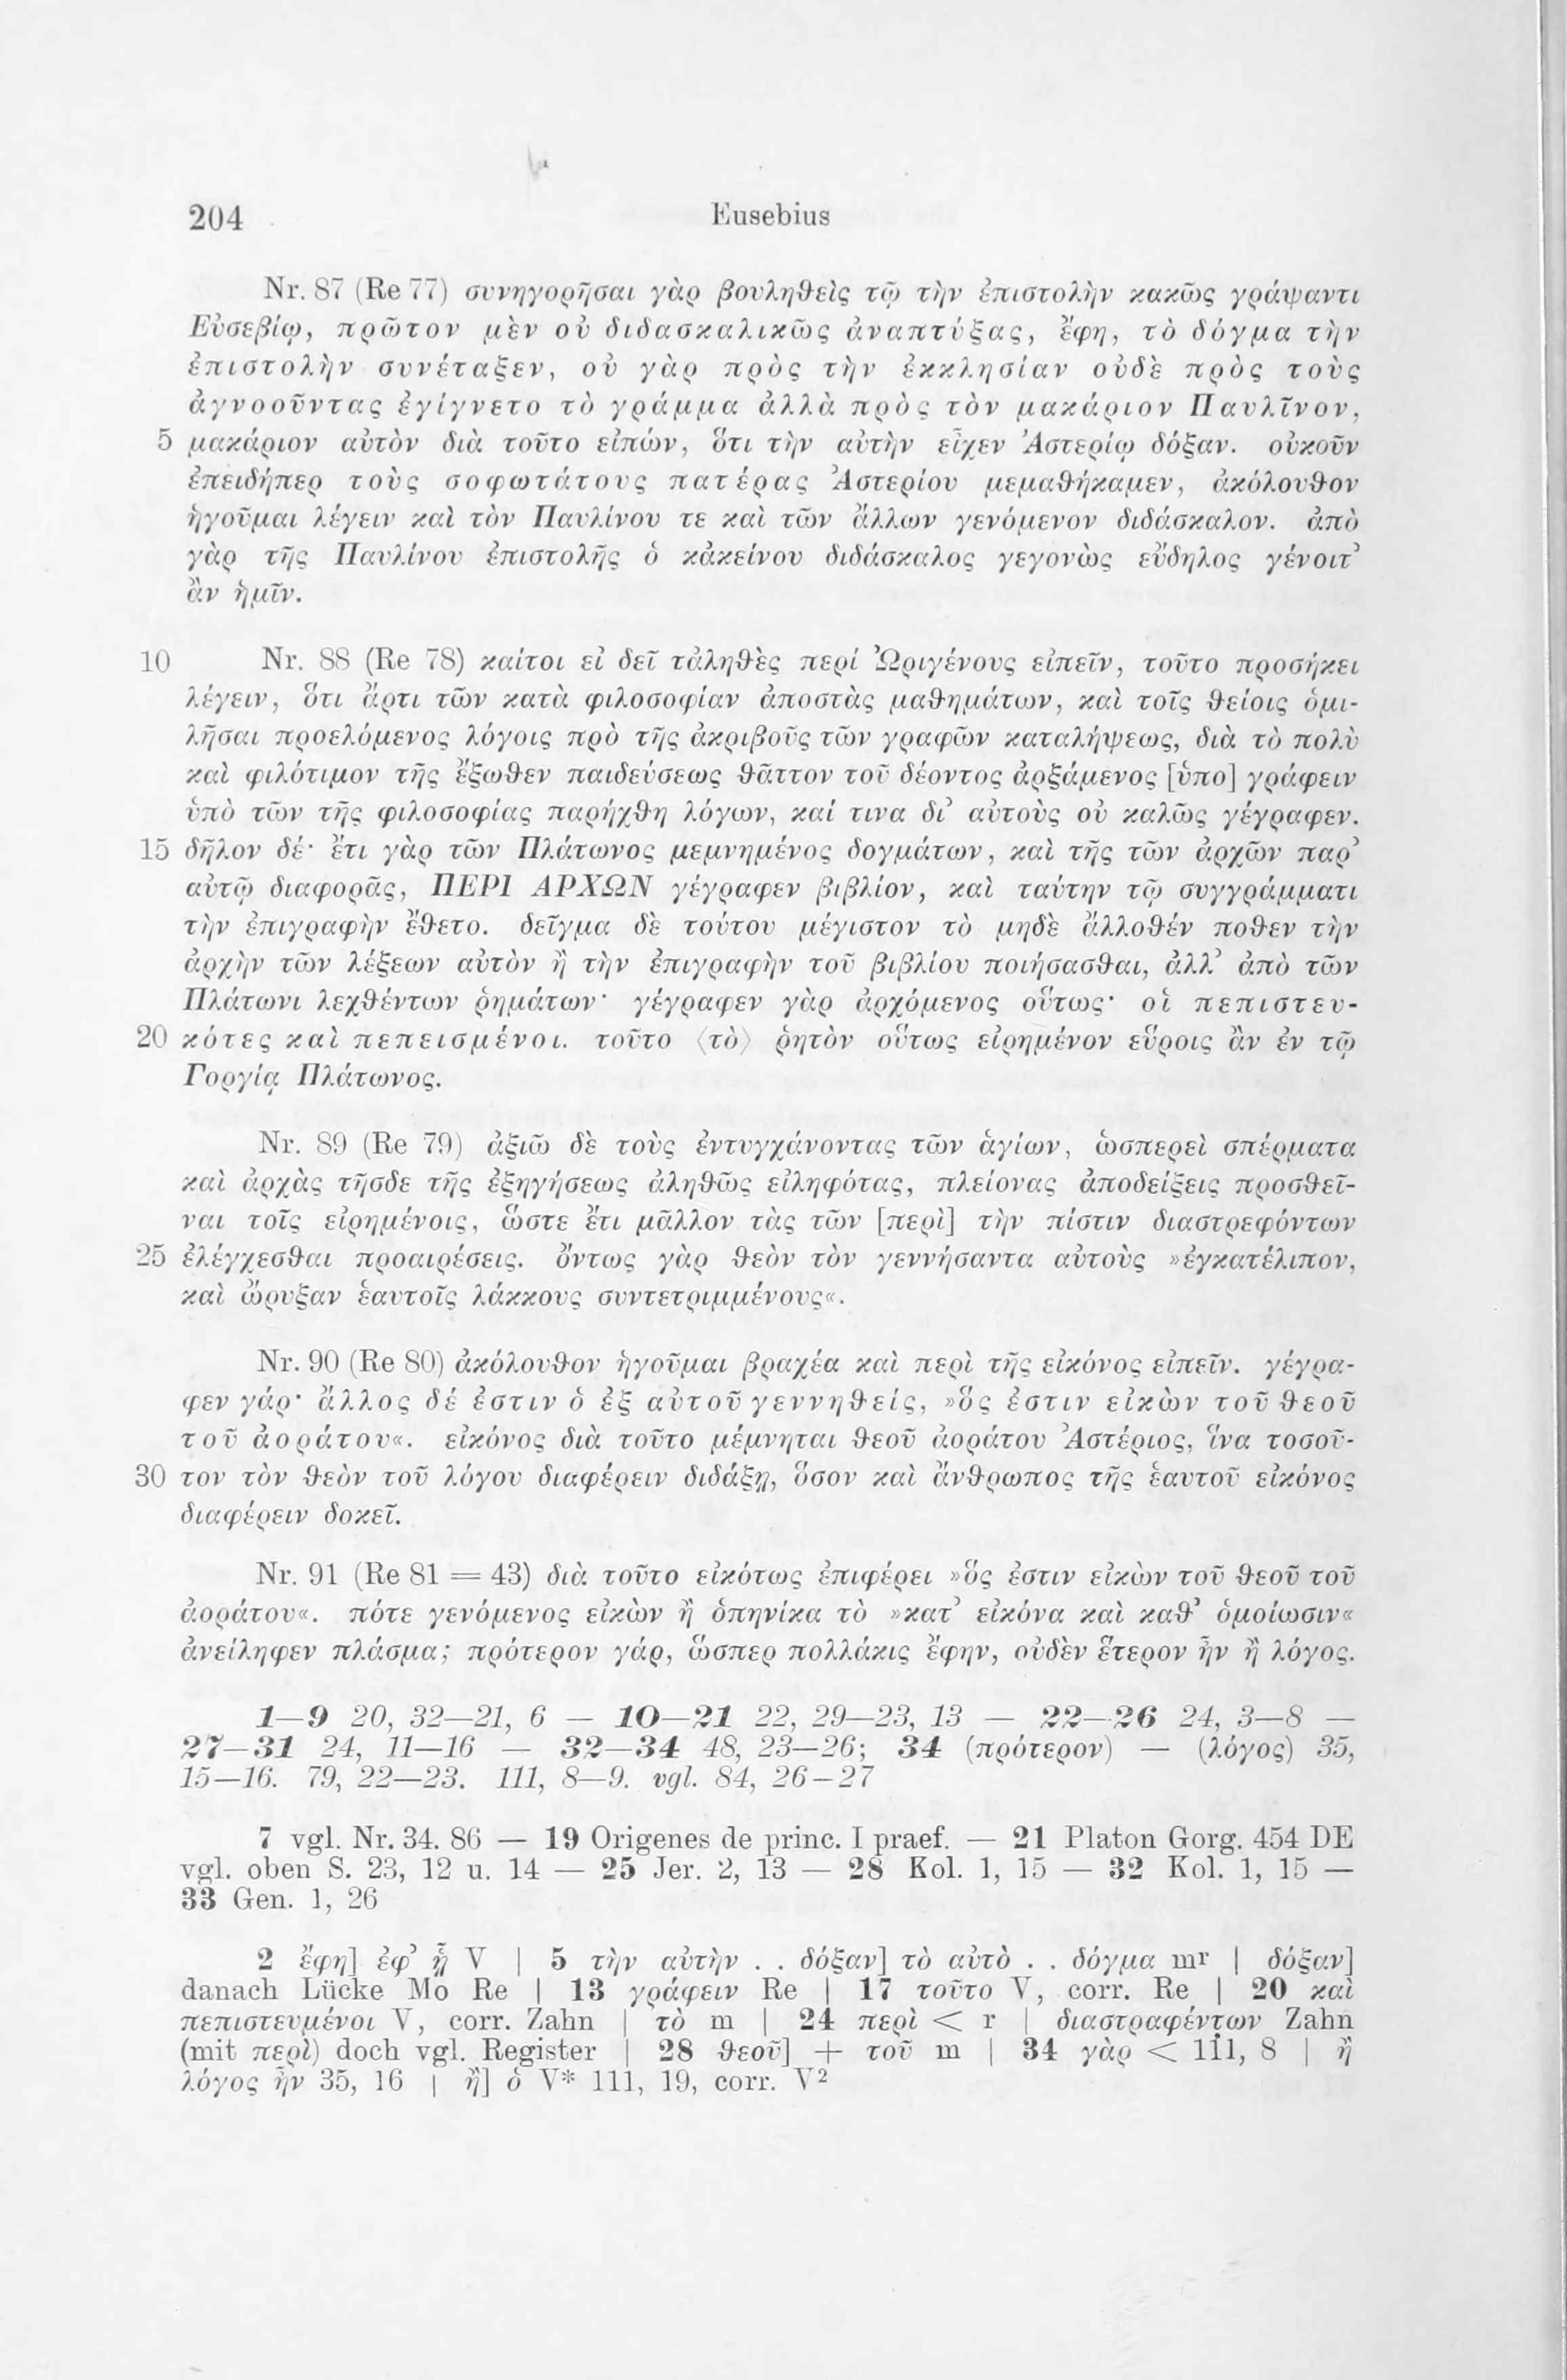 204 Eusebius
Nr. 87 (Re 77) συνηγορῆσαι γὰρ βουληθεὶς τῷ τὴν ἐπιστολὴν κακῶς γράψαντι
Εὐσεβίῳ, πρῶτον μὲν οὐ διδασκαλικῶς ἀναπτύξας, ἔφη, τὸ δόγμα τὴν
ἐπιστολὴν συνέταξεν, οὐ γὰρ πρὸς τὴν ἐκκλησίαν οὐδὲ πρὸς τοὺς
ἀγνοοῦντας ἐγίγνετο τὸ γράμμα ἀλλὰ πρὸς τὸν μακάριον Παυλῖνον,
5 μακάριον αὐτὸν διὰ τοῦτο εἰπών, ὅτι τὴν αὐτὴν εἶχεν Ἀστερίῳ δόξαν. οὐκοῦν
ἐπειδήπερ τοὺς σοφωτάτους πατέρας Ἀστερίου μεμαθήκαμεν, ἀκόλουθον
ἡγοῦμαι λέγειν καὶ τὸν Παυλίνου τε καὶ τῶν ἄλλων γενόμενον διδάσκαλον. ἀπὸ
γὰρ τῆς Παυλίνου ἐπιστολῆς ὁ κἀκείνου διδάσκαλος γεγονὼς εὔδηλος γένοιτ’
ἂν ἡμῖν.
10 Nr. 88 (Re 78) καίτοι εἰ δεῖ τἀληθὲς περί Ὠριγένους εἰπεῖν, τοῦτο προσήκει
λέγειν, ὅτι ἄρτι τῶν κατὰ φιλοσοφίαν ἀποστὰς μαθημάτων, καὶ τοῖς θείοις ὁμι-
λῆσαι προελόμενος λόγοις πρὸ τῆς ἀκριβοῦς τῶν γραφῶν καταλήψεως, διὰ τὸ πολὺ
καὶ φιλότιμον τῆς ἔξωθεν παιδεύσεως θᾶττον τοῦ δέοντος ἀρξάμενος [ὑπο] γράφειν
ὑπὸ τῶν τῆς φιλοσοφίας παρήχθη λόγων, καί τινα δι’ αὐτοὺς οὐ καλῶς γέγραφεν.
15 δῆλον δέ· ἔτι γὰρ τῶν Πλάτωνος μεμνημένος δογμάτων, καὶ τῆς τῶν ἀρχῶν παρ’
αὐτῷ διαφορᾶς, ΠΕΡΙ ΑΡΧΩΝ γέγραφεν βιβλίον, καὶ ταύτην τῷ συγγράμματι
τὴν ἐπιγραφὴν ἔθετο. δεῖγμα δὲ τούτου μέγιστον τὸ μηδὲ ἄλλοθέν ποθεν τὴν
ἀρχὴν τῶν λέξεων αὐτὸν ἢ τὴν ἐπιγραφὴν τοῦ βιβλίου ποιήσασθαι, ἀλλ’ ἀπὸ τῶν
Πλάτωνι λεχθέντων ῥημάτων· γέγραφεν γὰρ ἀρχόμενος οὕτως· οἱ πεπιστευ-
20 κότες καὶ πεπεισμένοι. τοῦτο ⟨τὸ⟩ ῥητὸν οὕτως εἰρημένον εὕροις ἂν ἐν τῷ
Γοργίᾳ Πλάτωνος.
Nr. 89 (Re 79) ἀξιῶ δὲ τοὺς ἐντυγχάνοντας τῶν ἁγίων, ὡσπερεὶ σπέρματα
καὶ ἀρχὰς τῆσδε τῆς ἐξηγήσεως ἀληθῶς εἰληφότας, πλείονας ἀποδείξεις προσθεῖ-
ναι τοῖς εἰρημένοις, ὥστε ἔτι μᾶλλον τὰς τῶν [περὶ] τὴν πίστιν διαστρεφόντων
25 ἐλέγχεσθαι προαιρέσεις. ὄντως γὰρ θεὸν τὸν γεννήσαντα αὐτοὺς »ἐγκατέλιπον,
καὶ ὤρυξαν ἑαυτοῖς λάκκους συντετριμμένους«.
Nr. 90 (Re 80) ἀκόλουθον ἡγοῦμαι βραχέα καὶ περὶ τῆς εἰκόνος εἰπεῖν. γέγρα-
φεν γάρ· ἄλλος δέ ἐστιν ὁ ἐξ αὐτοῦ γεννηθείς, »ὅς ἐστιν εἰκὼν τοῦ θεοῦ
τοῦ ἀοράτου«. εἰκόνος διὰ τοῦτο μέμνηται θεοῦ ἀοράτου Ἀστέριος, ἵνα τοσοῦ-
30 τον τὸν θεὸν τοῦ λόγου διαφέρειν διδάξῃ, ὅσον καὶ ἄνθρωπος τῆς ἑαυτοῦ εἰκόνος
διαφέρειν δοκεῖ.
Nr. 91 (Re 81 = 43) διὰ τοῦτο εἰκότως ἐπιφέρει »ὅς ἐστιν εἰκὼν τοῦ θεοῦ τοῦ
ἀοράτου«. πότε γενόμενος εἰκὼν ἢ ὁπηνίκα τὸ »κατ’ εἰκόνα καὶ καθ’ ὁμοίωσιν«
ἀνείληφεν πλάσμα; πρότερον γάρ, ὥσπερ πολλάκις ἔφην, οὐδὲν ἕτερον ἦν ἢ λόγος.
1—9 20, 32—21, 6 — 10—21 22, 29—23, 13 — 22—26 24, 3—8 —
27—31 24, 11—16 — 32—34 48, 23—26; 34 (πρότερον) — (λόγος) 35,
15—16. 79, 22—23. 111, 8—9. vgl. 84, 26—27
7 vgl. Nr. 34. 86 — 19 Origenes de princ. I praef. — 21 Platon Gorg. 454 DE
vgl. oben S. 23, 12 u. 14 — 25 Jer. 2, 13 — 28 Kol. 1, 15 — 32 Kol. 1, 15 —
33 Gen. 1, 26
2 ἔφη] ἐφ’ ᾗ V | 5 τὴν αὐτὴν . . δόξαν] τὸ αὐτὸ . . δόγμα mr | δόξαν]
danach Lücke Mo Re | 13 γράφειν Re | 17 τοῦτο V, corr. Re | 20 καὶ
πεπιστευμένοι V, corr. Zahn | τὸ m | 24 περὶ < r | διαστραφέντων Zahn
(mit περὶ) doch vgl. Register | 28 θεοῦ] + τοῦ m | 34 γὰρ < 111, 8 | ἢ
λόγος ἦν 35, 16 | ἢ] ὁ V* 111, 19, corr. V²